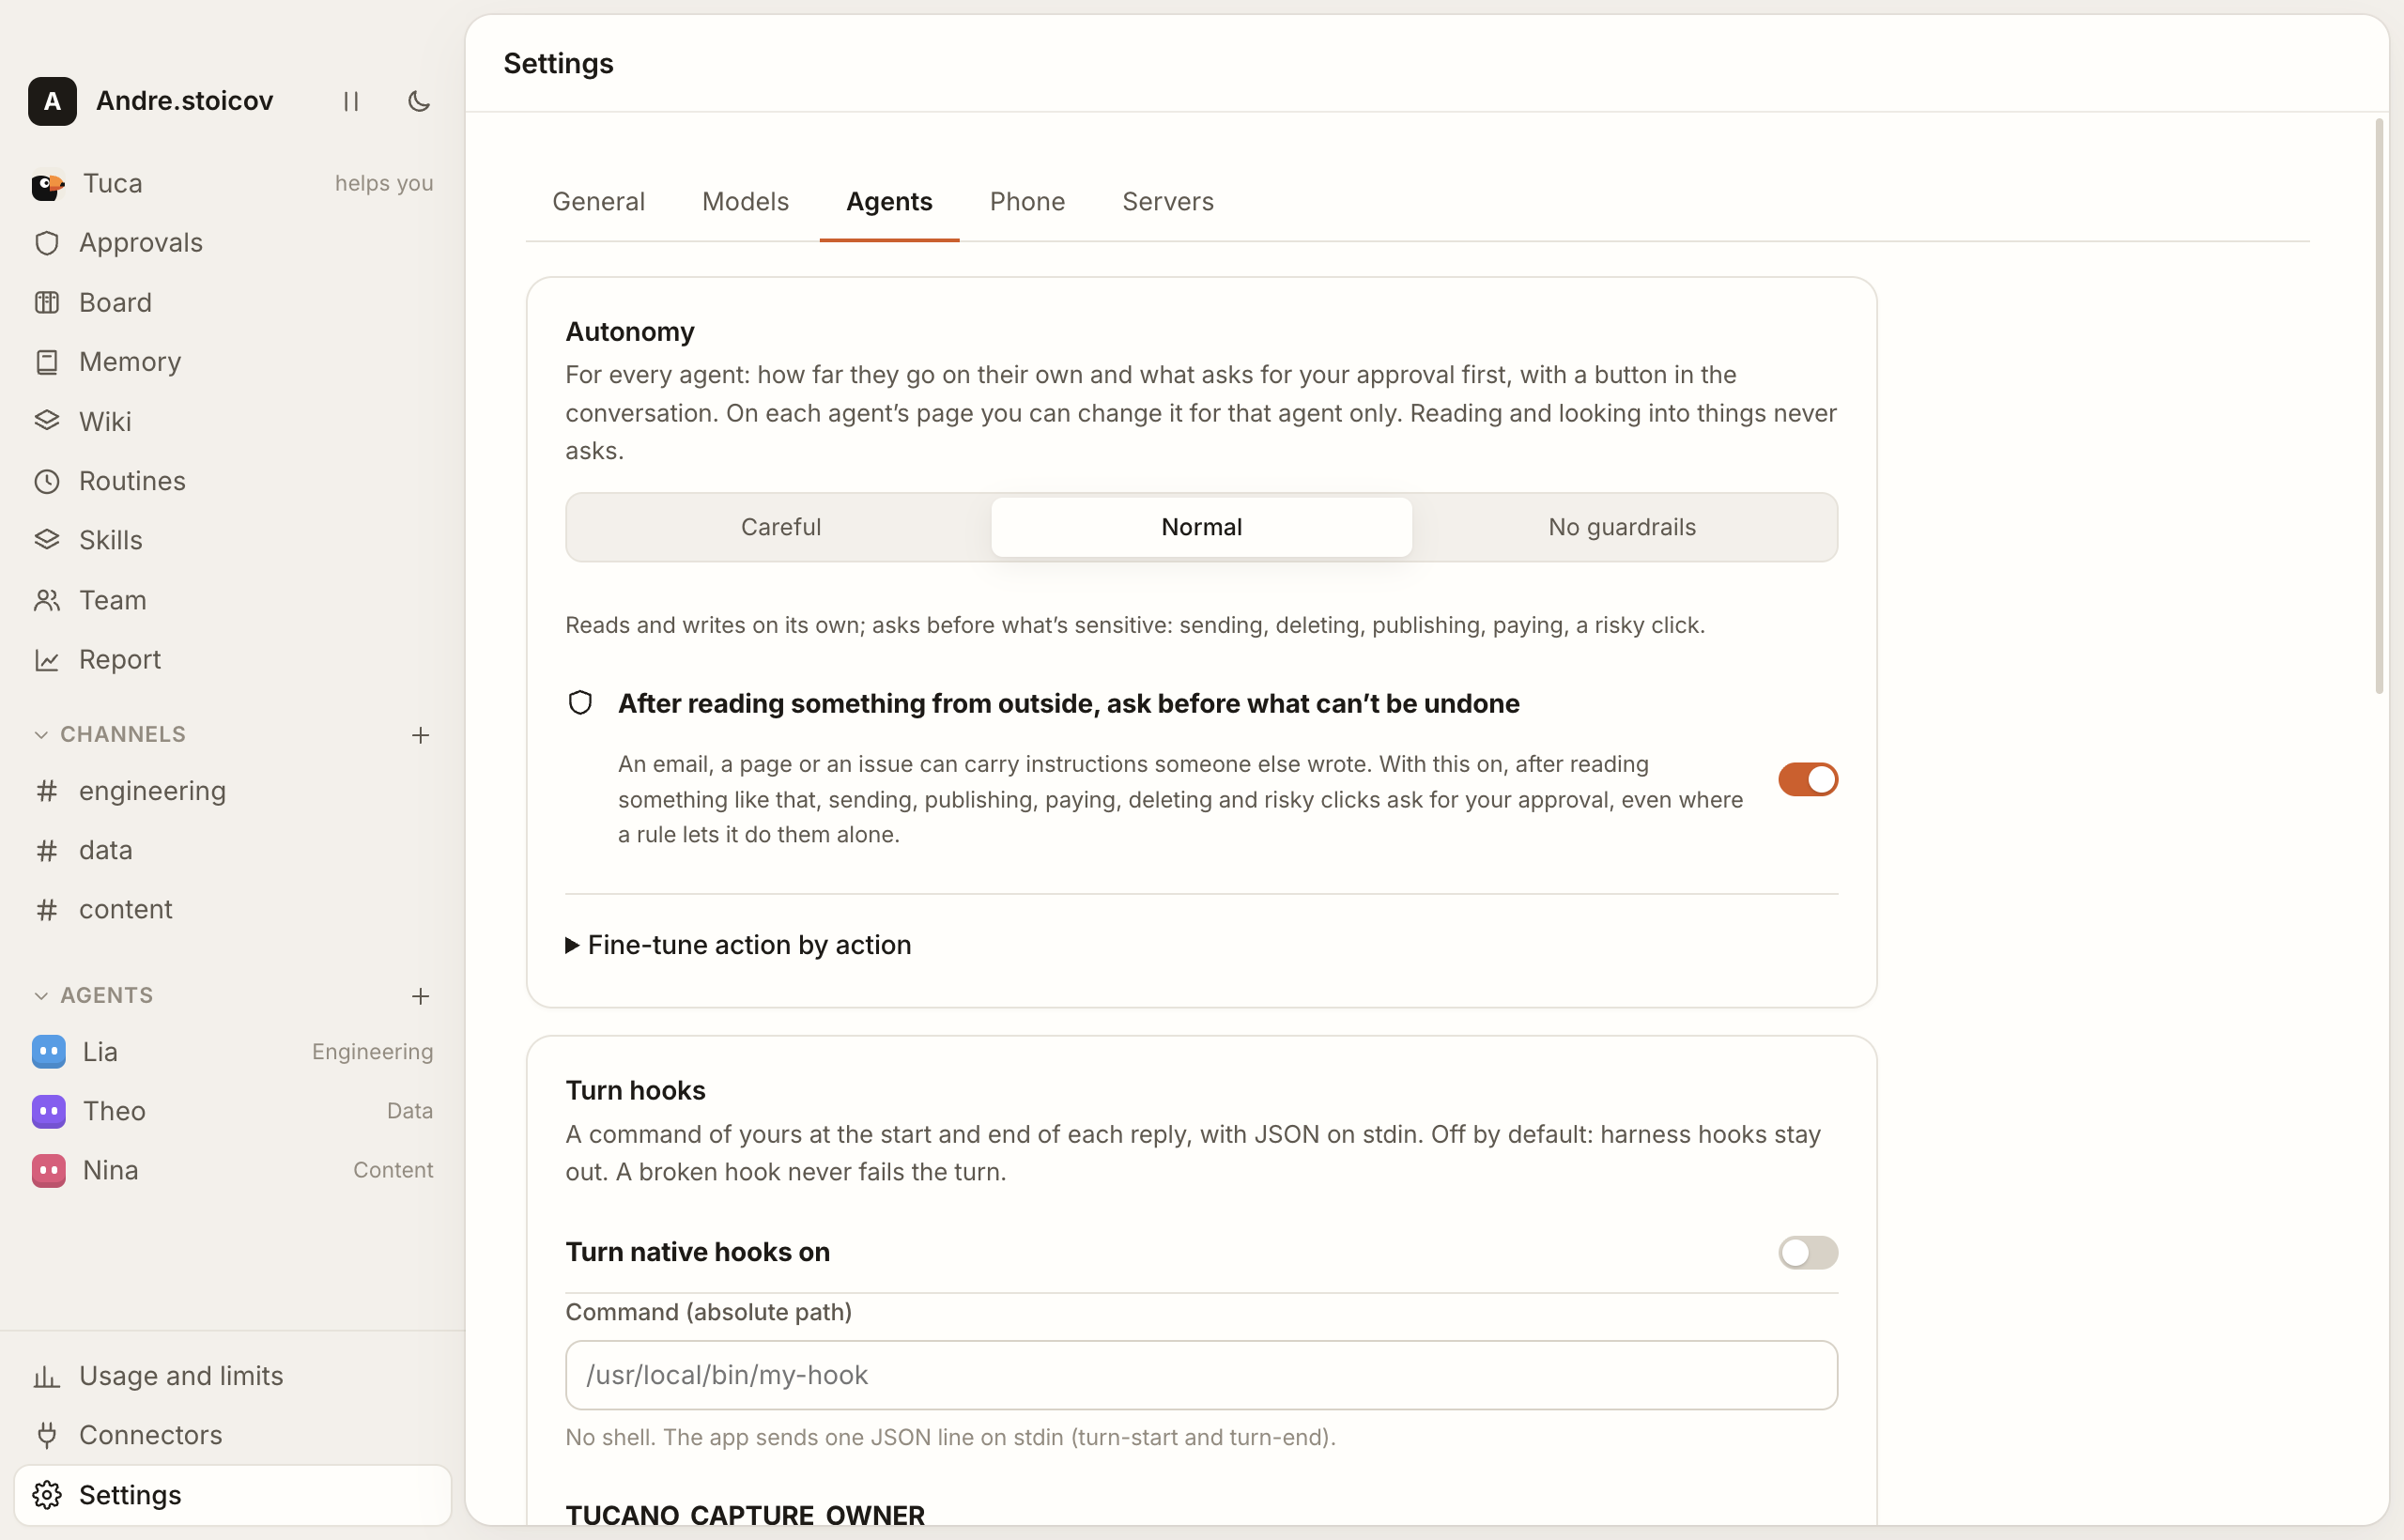 Settings
A
Andre.stoicov
Tuca
helps you
Approvals
Board
Memory
Wiki
Routines
Skills
Team
Report
CHANNELS
# engineering
# data
# content
AGENTS
Lia
Engineering
Theo
Data
Nina
Content
Usage and limits
Connectors
Settings
General
Models
Agents
Phone
Servers
Autonomy
For every agent: how far they go on their own and what asks for your approval first, with a button in the
conversation. On each agent’s page you can change it for that agent only. Reading and looking into things never
asks.
Careful
Normal
No guardrails
Reads and writes on its own; asks before what’s sensitive: sending, deleting, publishing, paying, a risky click.
After reading something from outside, ask before what can’t be undone
An email, a page or an issue can carry instructions someone else wrote. With this on, after reading
something like that, sending, publishing, paying, deleting and risky clicks ask for your approval, even where
a rule lets it do them alone.
Fine-tune action by action
Turn hooks
A command of yours at the start and end of each reply, with JSON on stdin. Off by default: harness hooks stay
out. A broken hook never fails the turn.
Turn native hooks on
Command (absolute path)
/usr/local/bin/my-hook
No shell. The app sends one JSON line on stdin (turn-start and turn-end).
TUCANO_CAPTURE_OWNER